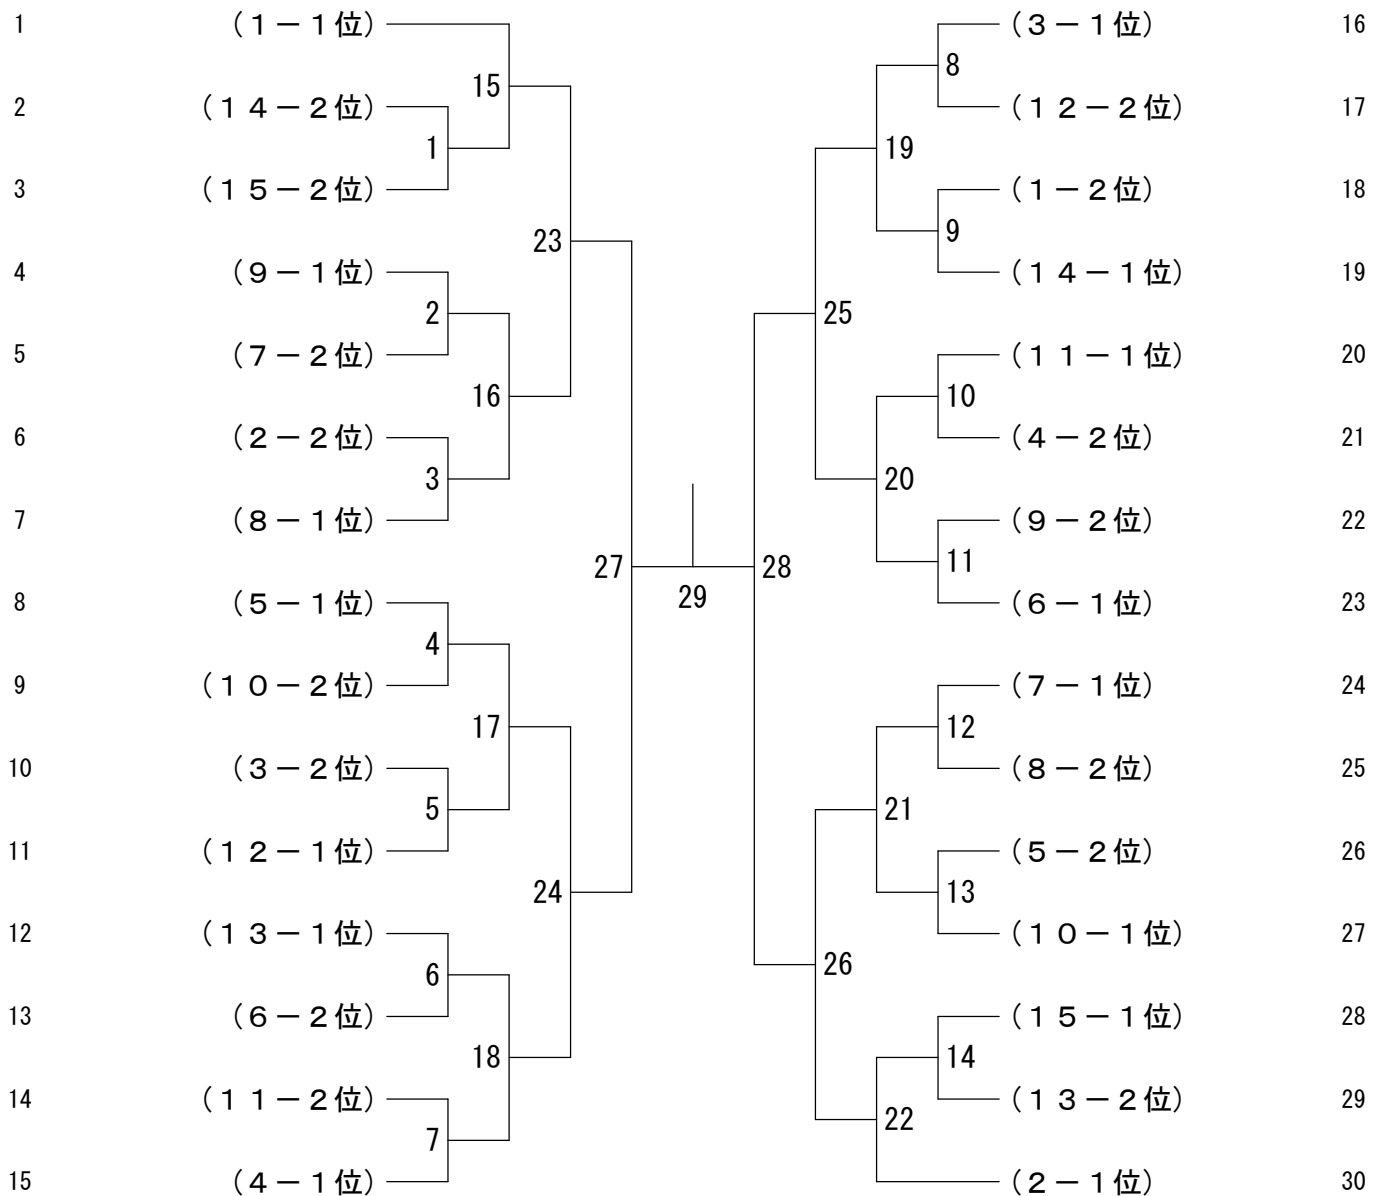 1 (1－1位) (3－1位) 16
15 8
2 (14－2位) (12－2位) 17
1 19
3 (15－2位) (1－2位) 18
23 9
4 (9－1位) (14－1位) 19
2 25
5 (7－2位) (11－1位) 20
16 10
6 (2－2位) (4－2位) 21
3 20
7 (8－1位) (9－2位) 22
27 28 11
29
8 (5－1位) (6－1位) 23
4
9 (10－2位) (7－1位) 24
17 12
10 (3－2位) (8－2位) 25
5 21
11 (12－1位) (5－2位) 26
24 13
12 (13－1位) (10－1位) 27
6 26
13 (6－2位) (15－1位) 28
18 14
14 (11－2位) (13－2位) 29
7 22
15 (4－1位) (2－1位) 30